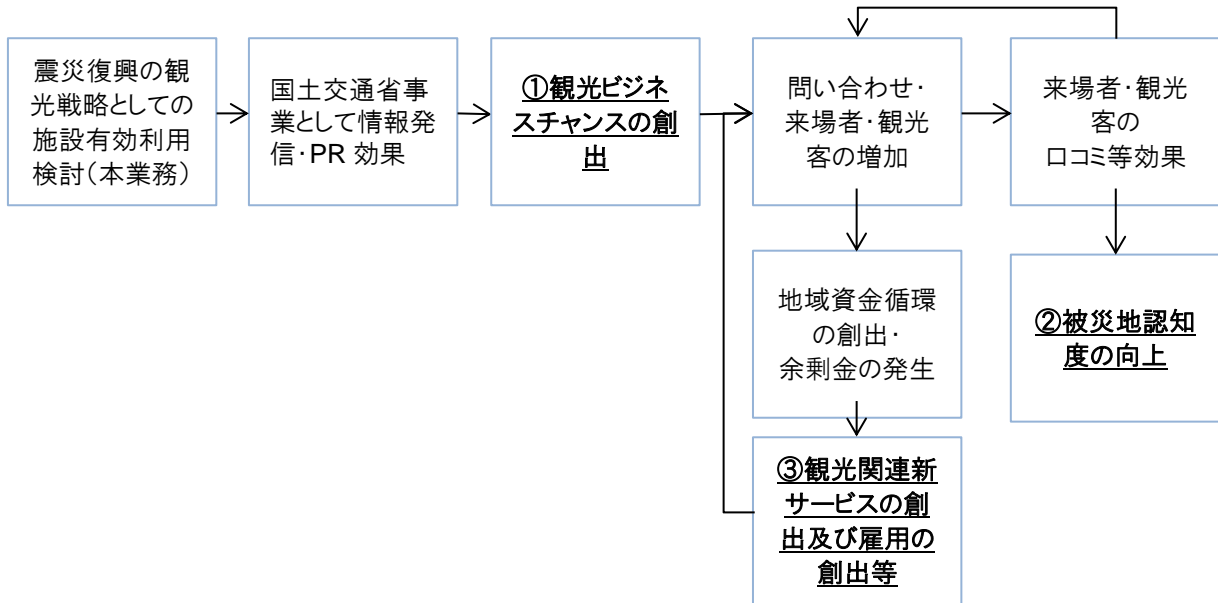 震災復興の観
光戦略としての
施設有効利用
検討(本業務)
国土交通省事
業として情報発
信・PR 効果
①観光ビジネ
スチャンスの創
出
問い合わせ・
来場者・観光
客の増加
来場者・観光
客の
口コミ等効果
地域資金循環
の創出・
余剰金の発生
②被災地認知
度の向上
③観光関連新
サービスの創
出及び雇用の
創出等